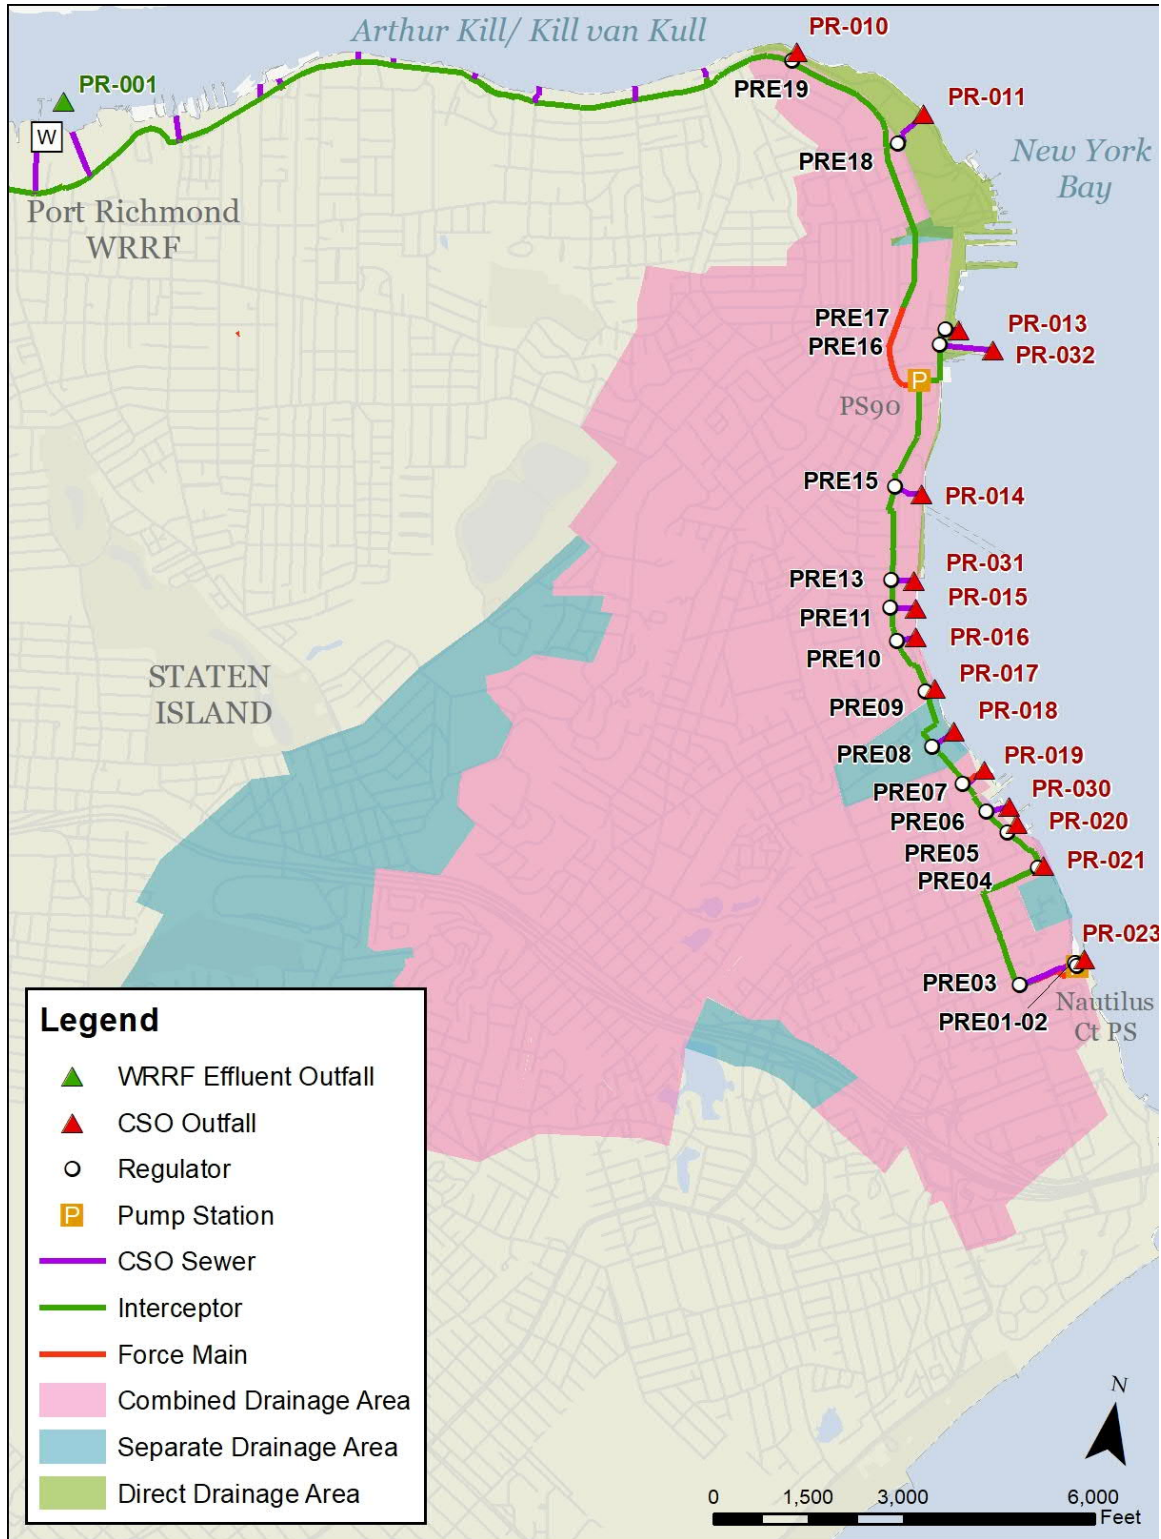 Arthur Kill/ Kill van Kull
PR-010
PR-001
PRE19
PR-011
W
PRE18
New York
Bay
Port Richmond
WRRF
PRE17
PR-013
PRE16
PR-032
P
PS90
PRE15
PR-014
PR-031
PRE13
PR-015
PRE11
PR-016
PRE10
STATEN
ISLAND
PR-017
PRE09
PR-018
PRE08
PR-019
PRE07
PR-030
PRE06
PR-020
PRE05
PR-021
PRE04
PR-023
PRE03
Nautilus
Ct PS
PRE01-02
Legend
WRRF Effluent Outfall
CSO Outfall
Regulator
P
Pump Station
CSO Sewer
Interceptor
Force Main
Combined Drainage Area
Separate Drainage Area
Direct Drainage Area
N
0 1,500 3,000 6,000
Feet